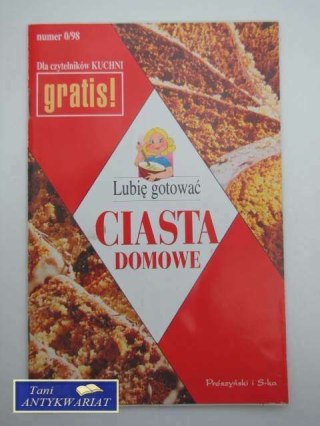 numer 0/98
Dla czytelników KUCHNI
gratis!
Lubię gotować
CIASTA
DOMOWE
Prószyński i S-ka
Tani
ANTYKWARIAT